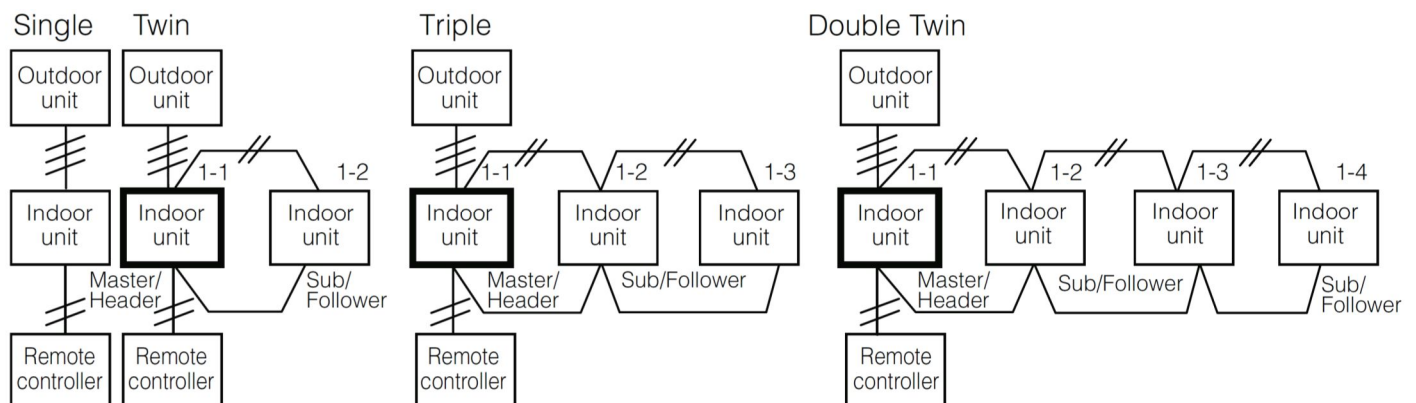 Single
Outdoor
unit
Indoor
unit
Remote
controller
Twin
Outdoor
unit
1-1
1-2
Indoor
unit
Indoor
unit
Master/
Header
Sub/
Follower
Remote
controller
Triple
Outdoor
unit
1-1
1-2
1-3
Indoor
unit
Indoor
unit
Indoor
unit
Master/
Header
Sub/Follower
Remote
controller
Double Twin
Outdoor
unit
1-1
1-2
1-3
1-4
Indoor
unit
Indoor
unit
Indoor
unit
Indoor
unit
Master/
Header
Sub/Follower
Sub/
Follower
Remote
controller